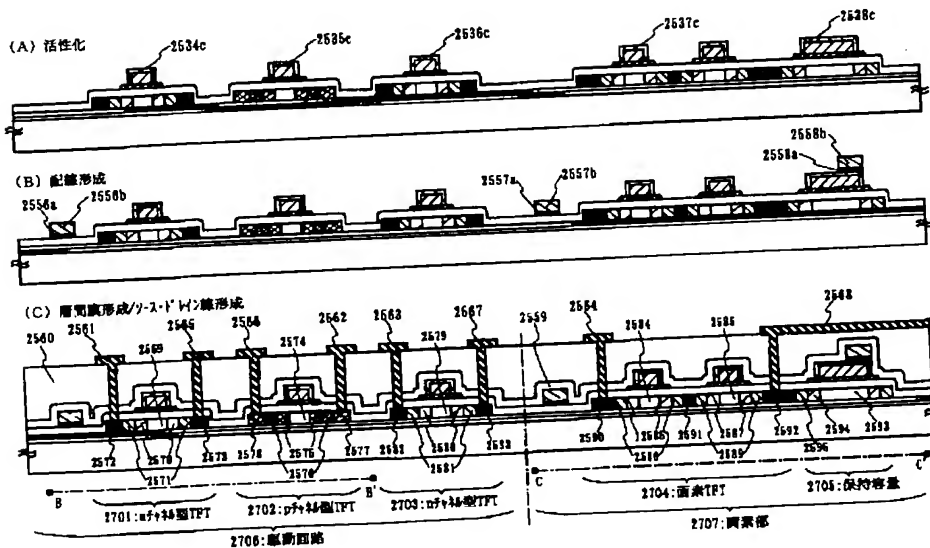 (A) 活性化
2534c 2535c 2536c 2537c 2538c
(B) 配線形成
2556a 2556b 2557a 2557b 2558a 2558b
(C) 層間膜形成/ソース・ドレイン線形成
2560 2561 2569 2565 2566 2574 2562 2563 2579 2567 2559 2564 2584 2585 2568
2572 2570 2571 2573 2578 2575 2576 2577 2582 2580 2581 2583 2590 2586 2591 2587 2589 2592 2596 2594 2593
B B' C C'
2701:nチャネル型TFT 2702:pチャネル型TFT 2703:nチャネル型TFT 2704:画素TFT 2705:保持容量
2706:駆動回路 2707:画素部